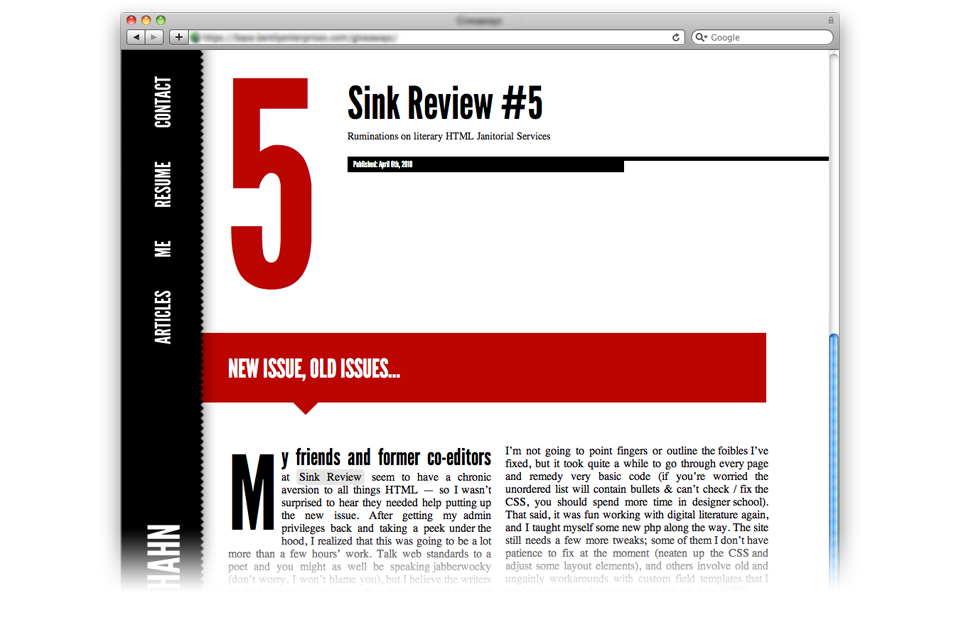 Google
CONTACT
RESUME
ME
ARTICLES
HAHN
5
Sink Review #5
Ruminations on literary HTML Janitorial Services
Published: April 6th, 2010
NEW ISSUE, OLD ISSUES...
My friends and former co-editors
at Sink Review seem to have a chronic
aversion to all things HTML — so I wasn't
surprised to hear they needed help putting up
the new issue. After getting my admin
privileges back and taking a peek under the
hood, I realized that this was going to be a lot
more than a few hours' work. Talk web standards to a
poet and you might as well be speaking jabberwocky
(don't worry, I won't blame you), but I believe the writers
I'm not going to point fingers or outline the foibles I've
fixed, but it took quite a while to go through every page
and remedy very basic code (if you're worried the
unordered list will contain bullets & can't check / fix the
CSS, you should spend more time in designer school).
That said, it was fun working with digital literature again,
and I taught myself some new php along the way. The site
still needs a few more tweaks; some of them I don't have
patience to fix at the moment (neaten up the CSS and
adjust some layout elements), and others involve old and
ungainly workarounds with custom field templates that I